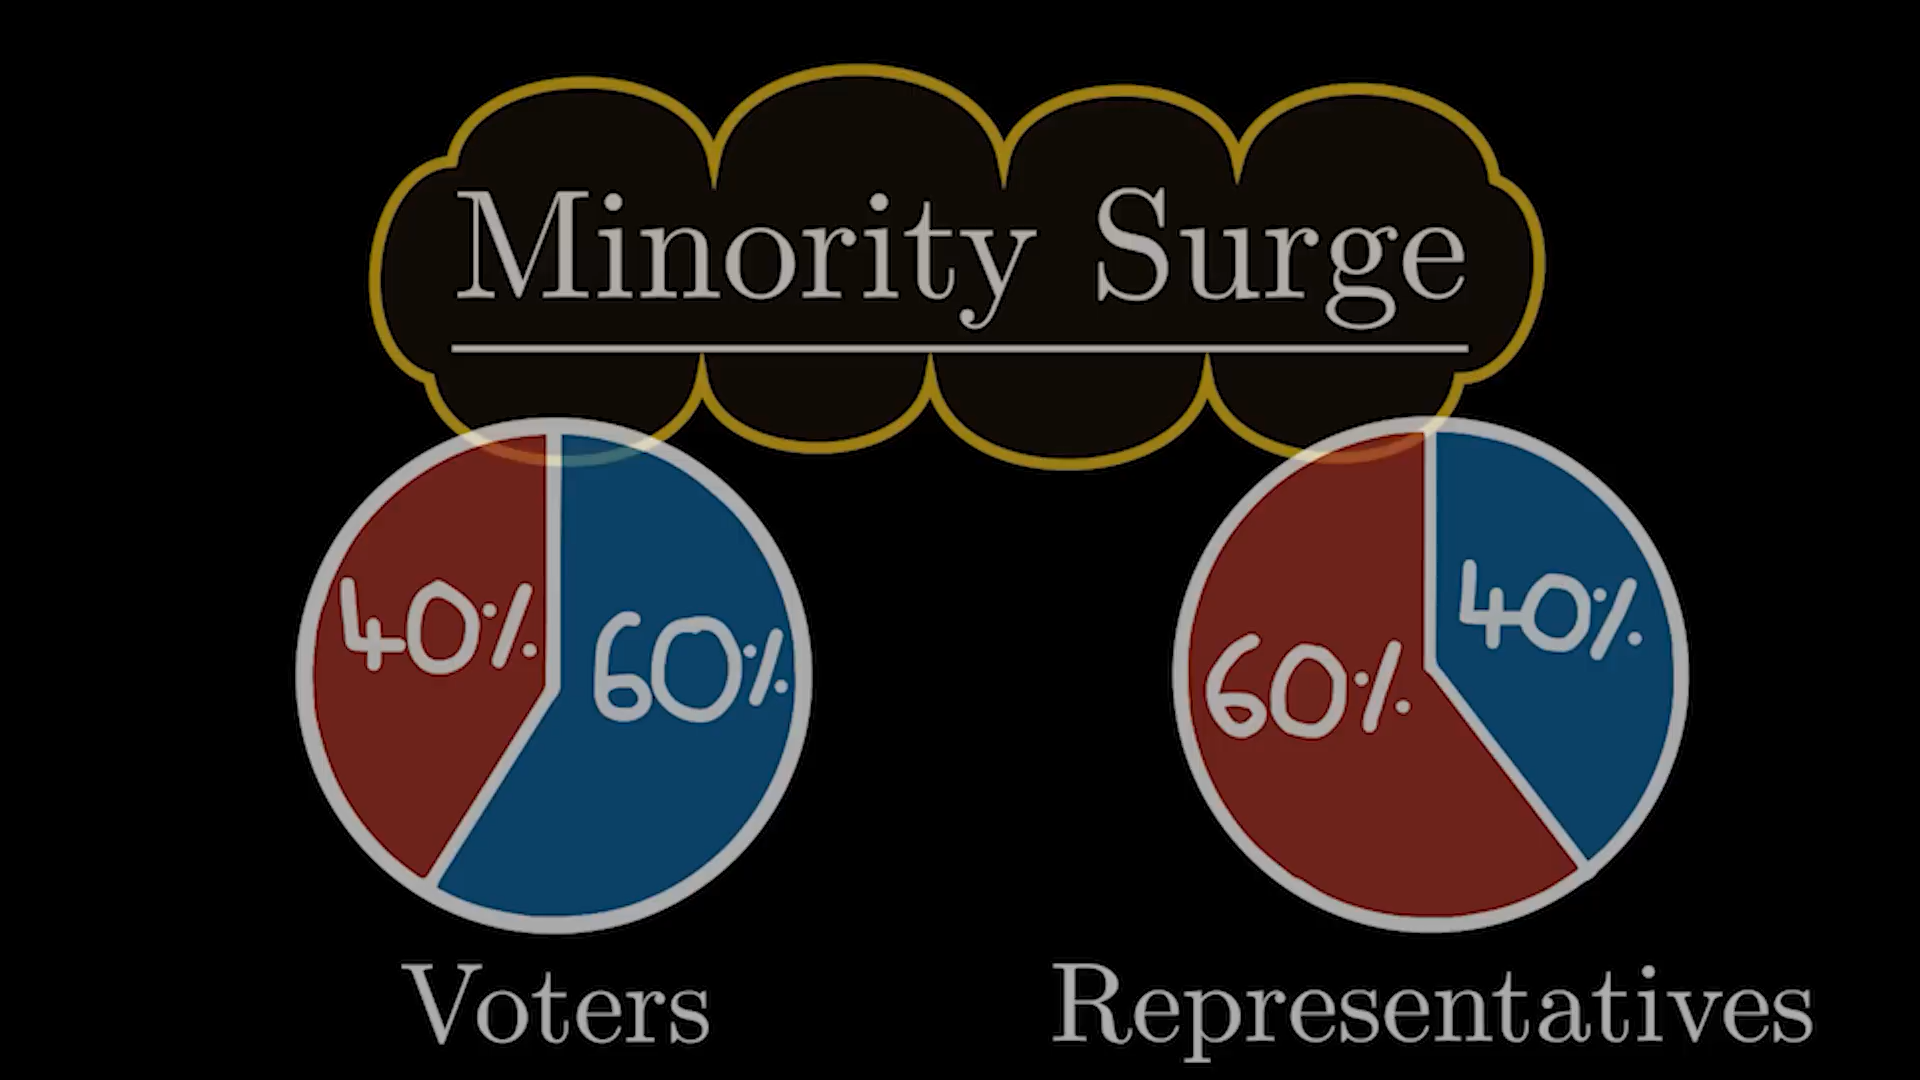 Minority Surge
40% 60%
60% 40%
Voters
Representatives